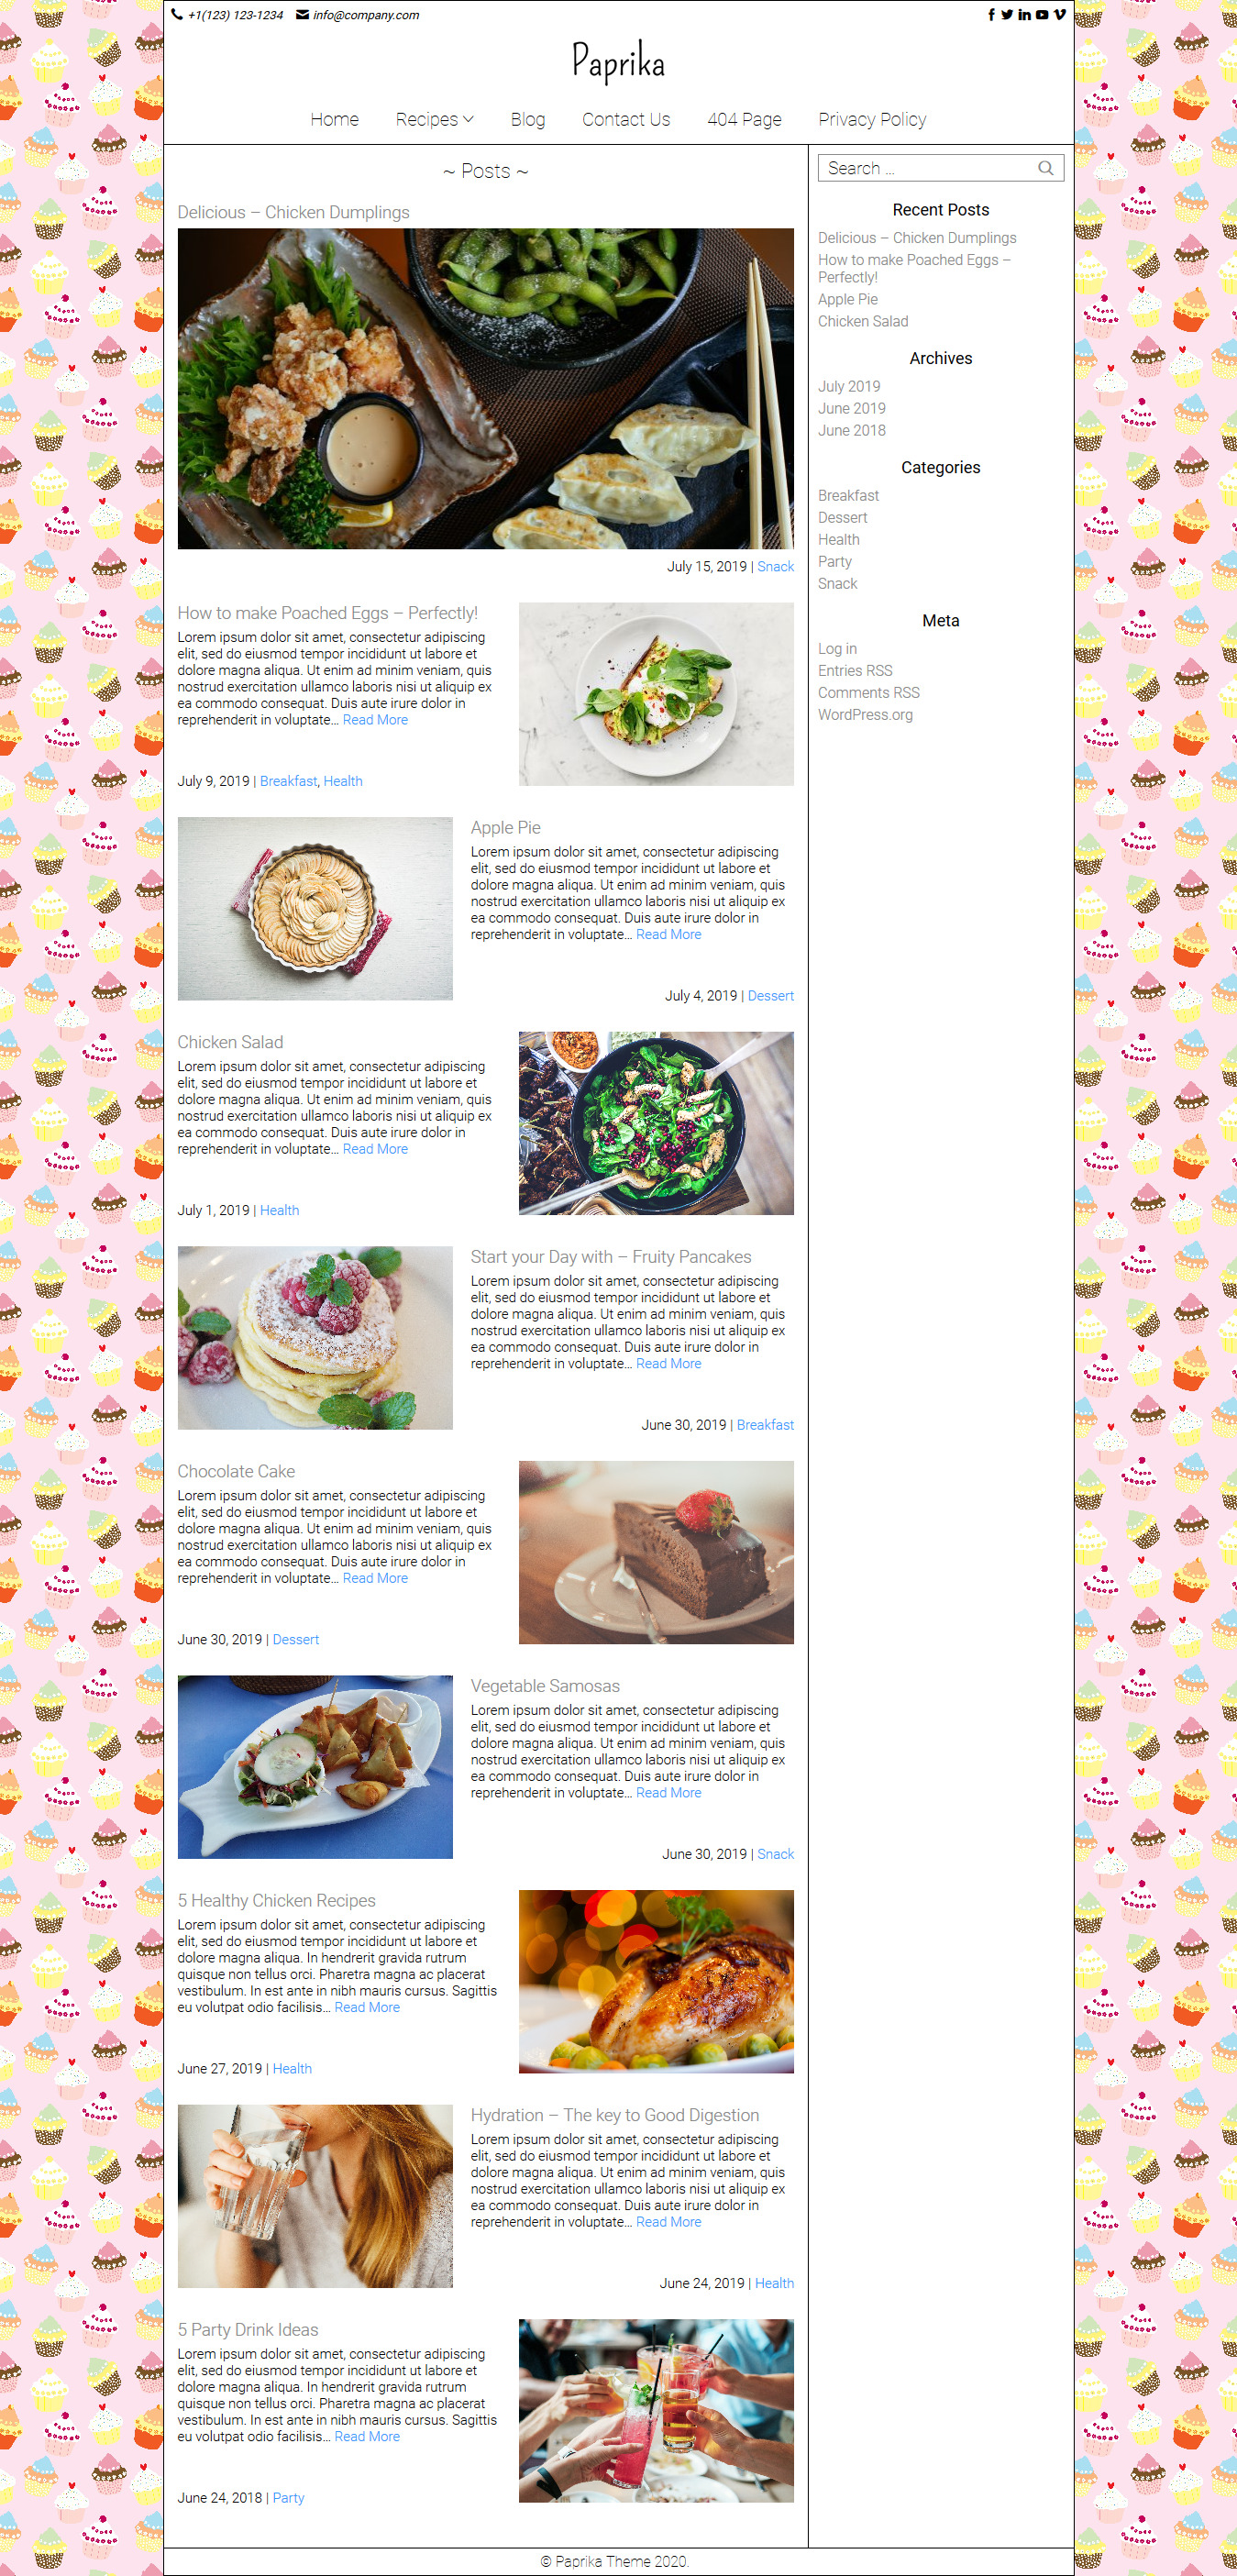 +1(123) 123-1234 info@company.com
Paprika
Home Recipes Blog Contact Us 404 Page Privacy Policy
~ Posts ~
Delicious – Chicken Dumplings
July 15, 2019 | Snack
How to make Poached Eggs – Perfectly!
Lorem ipsum dolor sit amet, consectetur adipiscing
elit, sed do eiusmod tempor incididunt ut labore et
dolore magna aliqua. Ut enim ad minim veniam, quis
nostrud exercitation ullamco laboris nisi ut aliquip ex
ea commodo consequat. Duis aute irure dolor in
reprehenderit in voluptate... Read More
July 9, 2019 | Breakfast, Health
Apple Pie
Lorem ipsum dolor sit amet, consectetur adipiscing
elit, sed do eiusmod tempor incididunt ut labore et
dolore magna aliqua. Ut enim ad minim veniam, quis
nostrud exercitation ullamco laboris nisi ut aliquip ex
ea commodo consequat. Duis aute irure dolor in
reprehenderit in voluptate... Read More
July 4, 2019 | Dessert
Chicken Salad
Lorem ipsum dolor sit amet, consectetur adipiscing
elit, sed do eiusmod tempor incididunt ut labore et
dolore magna aliqua. Ut enim ad minim veniam, quis
nostrud exercitation ullamco laboris nisi ut aliquip ex
ea commodo consequat. Duis aute irure dolor in
reprehenderit in voluptate... Read More
July 1, 2019 | Health
Start your Day with – Fruity Pancakes
Lorem ipsum dolor sit amet, consectetur adipiscing
elit, sed do eiusmod tempor incididunt ut labore et
dolore magna aliqua. Ut enim ad minim veniam, quis
nostrud exercitation ullamco laboris nisi ut aliquip ex
ea commodo consequat. Duis aute irure dolor in
reprehenderit in voluptate... Read More
June 30, 2019 | Breakfast
Chocolate Cake
Lorem ipsum dolor sit amet, consectetur adipiscing
elit, sed do eiusmod tempor incididunt ut labore et
dolore magna aliqua. Ut enim ad minim veniam, quis
nostrud exercitation ullamco laboris nisi ut aliquip ex
ea commodo consequat. Duis aute irure dolor in
reprehenderit in voluptate... Read More
June 30, 2019 | Dessert
Vegetable Samosas
Lorem ipsum dolor sit amet, consectetur adipiscing
elit, sed do eiusmod tempor incididunt ut labore et
dolore magna aliqua. Ut enim ad minim veniam, quis
nostrud exercitation ullamco laboris nisi ut aliquip ex
ea commodo consequat. Duis aute irure dolor in
reprehenderit in voluptate... Read More
June 30, 2019 | Snack
5 Healthy Chicken Recipes
Lorem ipsum dolor sit amet, consectetur adipiscing
elit, sed do eiusmod tempor incididunt ut labore et
dolore magna aliqua. In hendrerit gravida rutrum
quisque non tellus orci. Pharetra magna ac placerat
vestibulum. In est ante in nibh mauris cursus. Sagittis
eu volutpat odio facilisis... Read More
June 27, 2019 | Health
Hydration – The key to Good Digestion
Lorem ipsum dolor sit amet, consectetur adipiscing
elit, sed do eiusmod tempor incididunt ut labore et
dolore magna aliqua. Ut enim ad minim veniam, quis
nostrud exercitation ullamco laboris nisi ut aliquip ex
ea commodo consequat. Duis aute irure dolor in
reprehenderit in voluptate... Read More
June 24, 2019 | Health
5 Party Drink Ideas
Lorem ipsum dolor sit amet, consectetur adipiscing
elit, sed do eiusmod tempor incididunt ut labore et
dolore magna aliqua. In hendrerit gravida rutrum
quisque non tellus orci. Pharetra magna ac placerat
vestibulum. In est ante in nibh mauris cursus. Sagittis
eu volutpat odio facilisis... Read More
June 24, 2018 | Party
Search ...
Recent Posts
Delicious – Chicken Dumplings
How to make Poached Eggs –
Perfectly!
Apple Pie
Chicken Salad
Archives
July 2019
June 2019
June 2018
Categories
Breakfast
Dessert
Health
Party
Snack
Meta
Log in
Entries RSS
Comments RSS
WordPress.org
© Paprika Theme 2020.